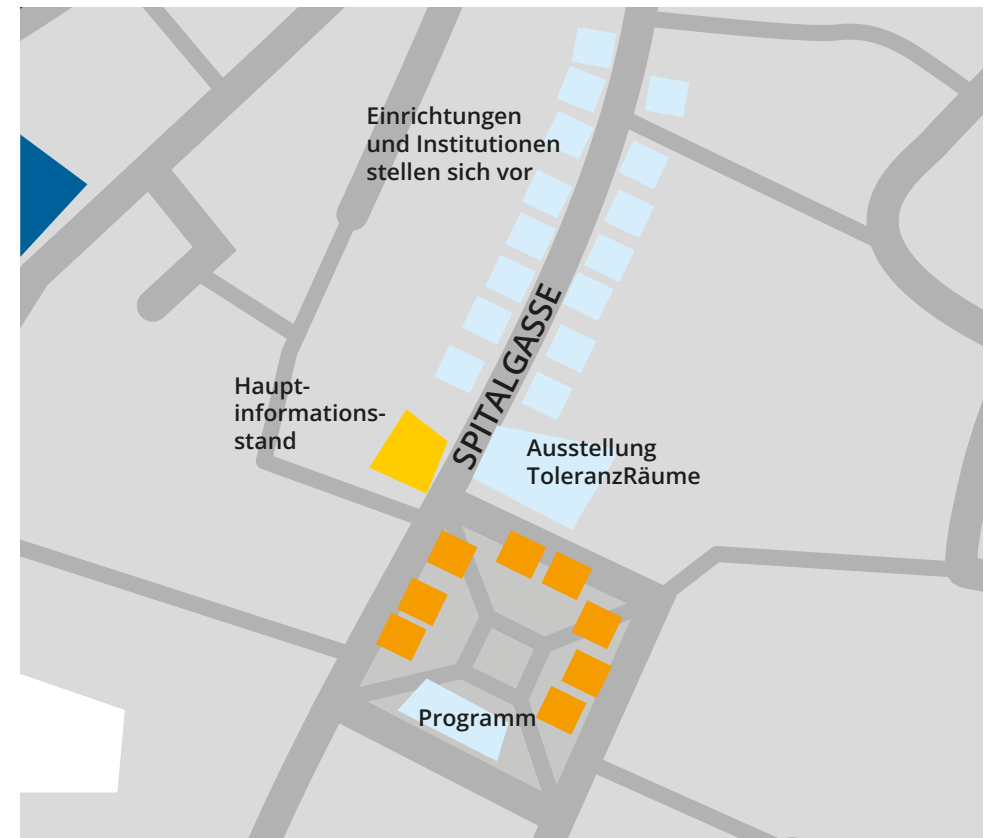 Einrichtungen
und Institutionen
stellen sich vor
SPITALGASSE
Haupt-
informations-
stand
Ausstellung
ToleranzRäume
Programm